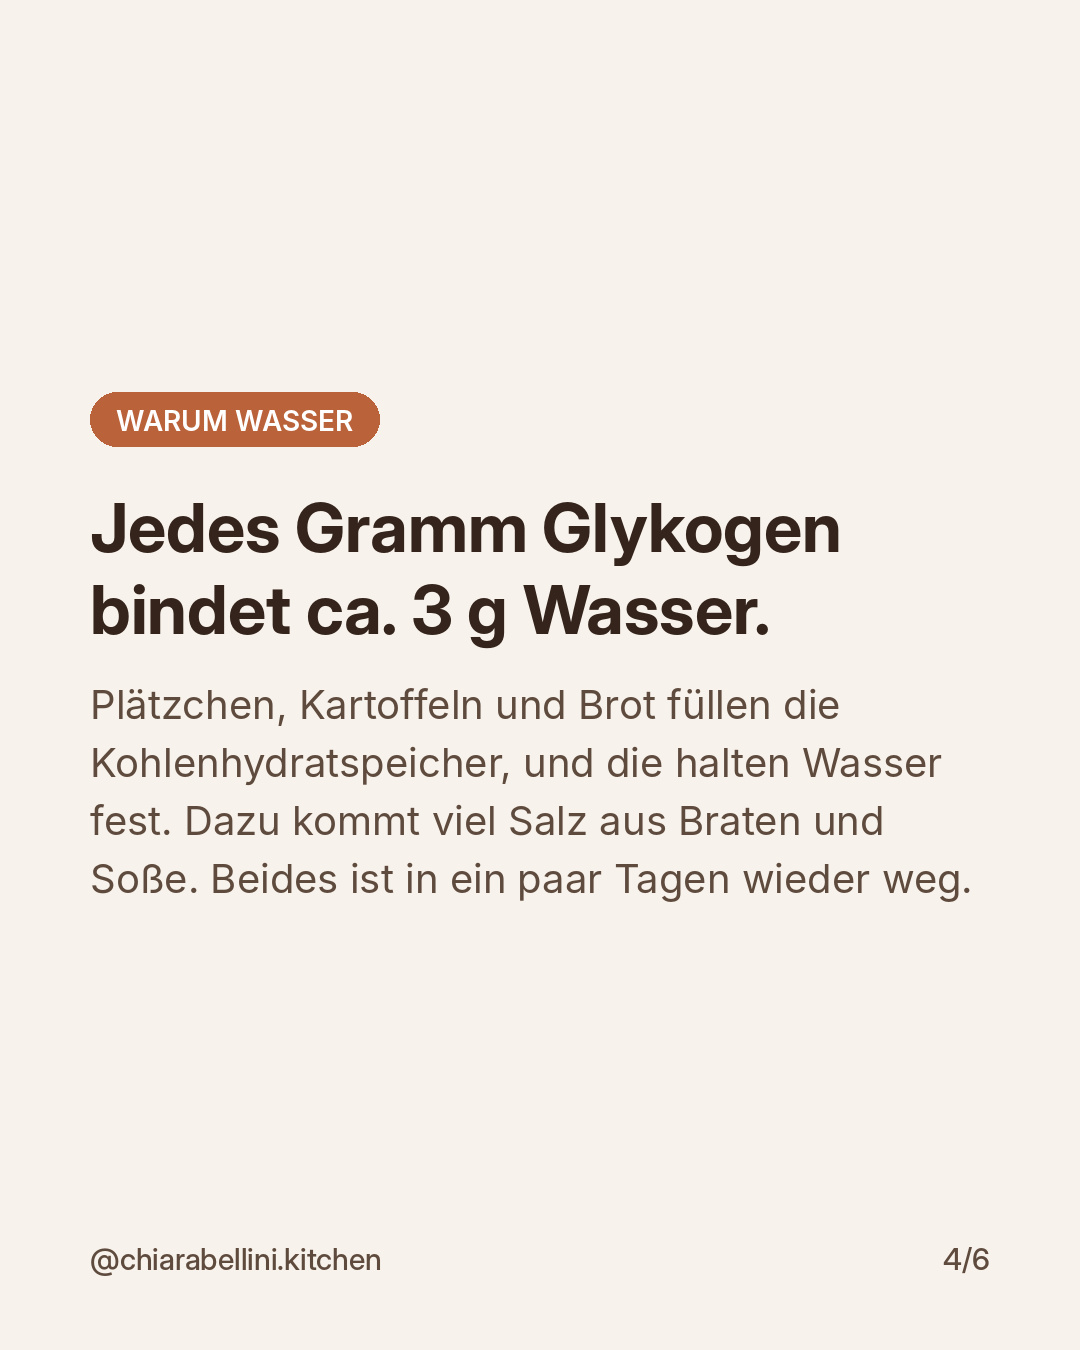 WARUM WASSER
Jedes Gramm Glykogen
bindet ca. 3 g Wasser.
Plätzchen, Kartoffeln und Brot füllen die
Kohlenhydratspeicher, und die halten Wasser
fest. Dazu kommt viel Salz aus Braten und
Soße. Beides ist in ein paar Tagen wieder weg.
@chiarabellini.kitchen
4/6